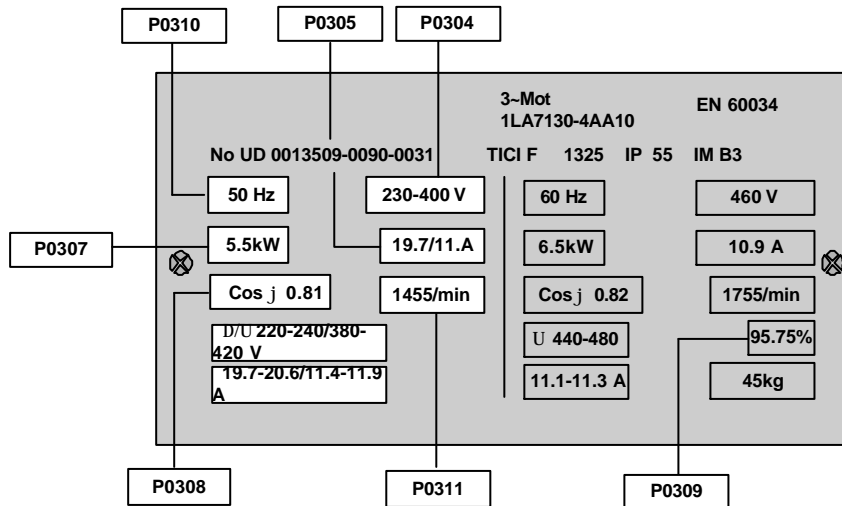 P0310 P0305 P0304
3~Mot
1LA7130-4AA10
EN 60034
No UD 0013509-0090-0031 TICI F 1325 IP 55 IM B3
50 Hz 230-400 V 60 Hz 460 V
P0307 5.5kW 19.7/11.A 6.5kW 10.9 A
Cos j 0.81 1455/min Cos j 0.82 1755/min
D/U 220-240/380-
420 V
U 440-480 95.75%
19.7-20.6/11.4-11.9
A
11.1-11.3 A 45kg
P0308 P0311 P0309